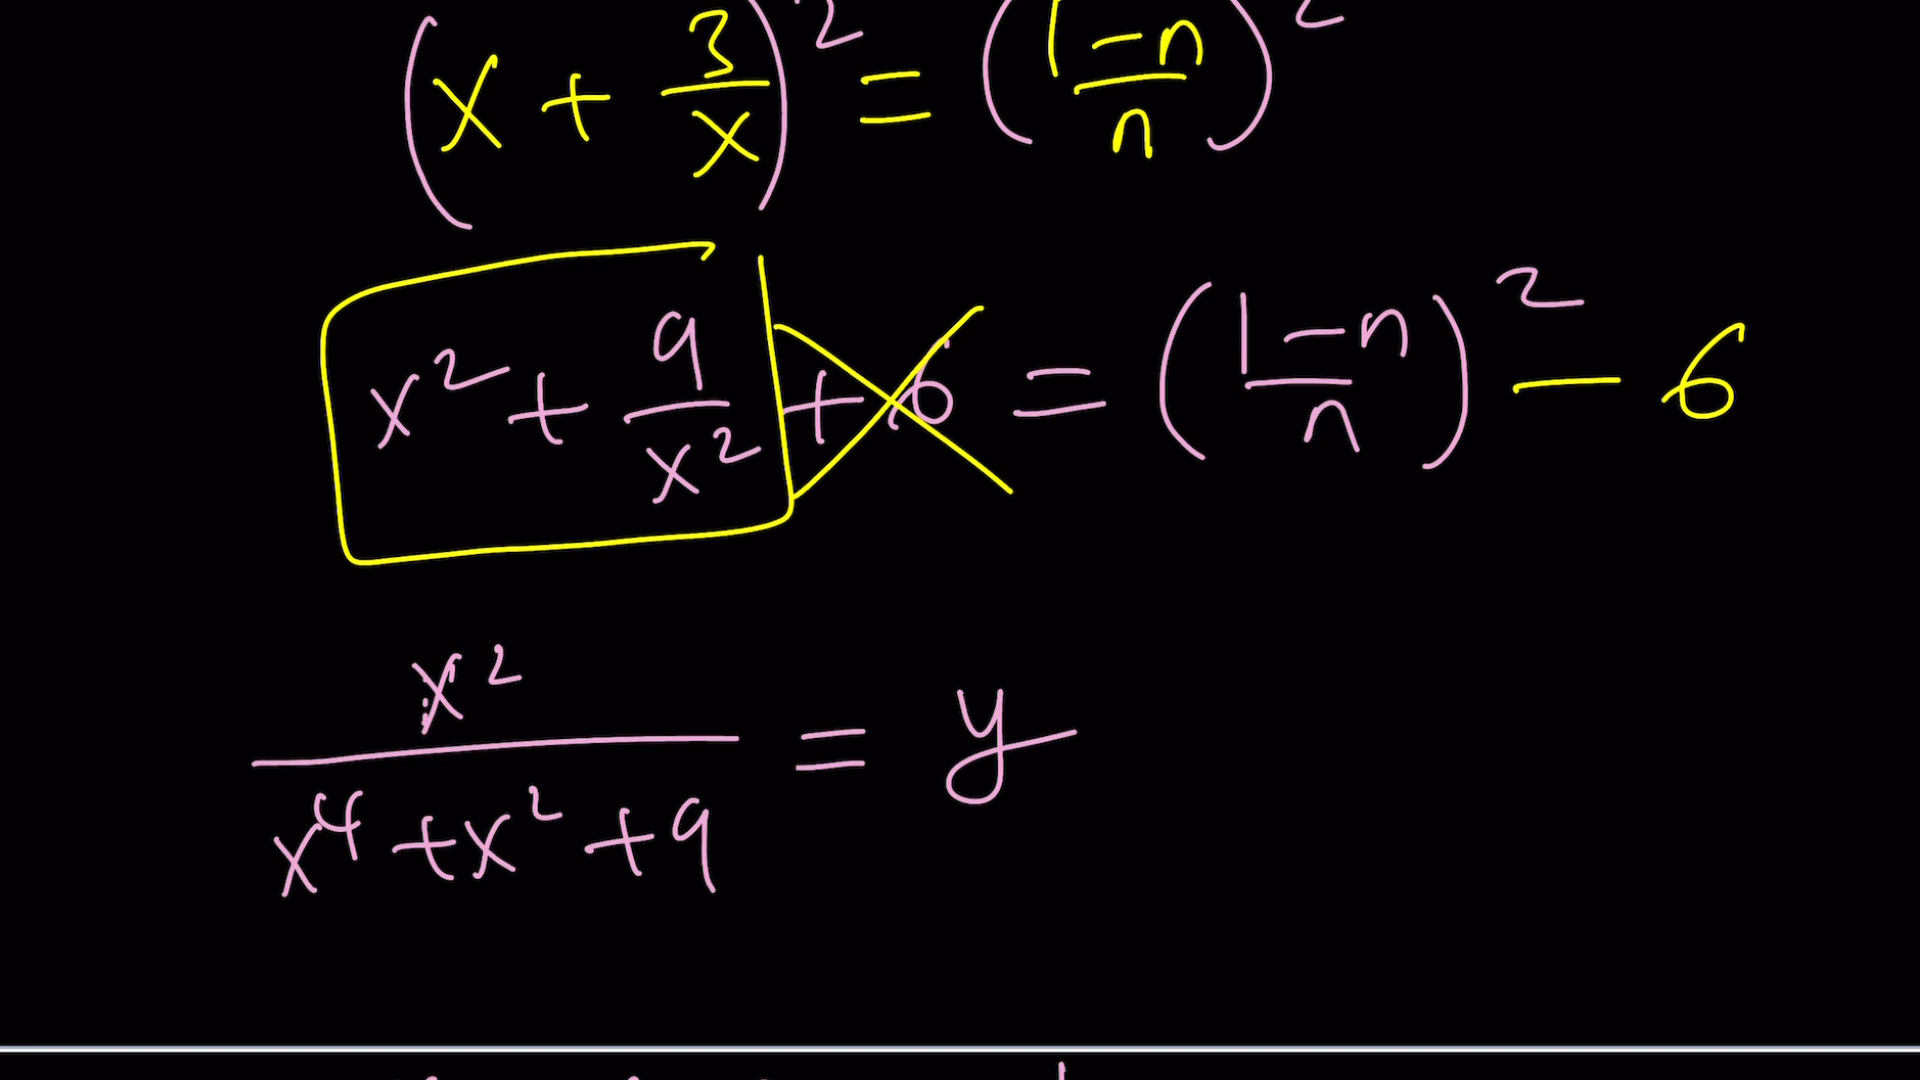 (x + 3/x)² = ((1-n)/n)²
x² + 9/x² + 6 = ((1-n)/n)² - 6
x²/(x⁴+x²+9) = y